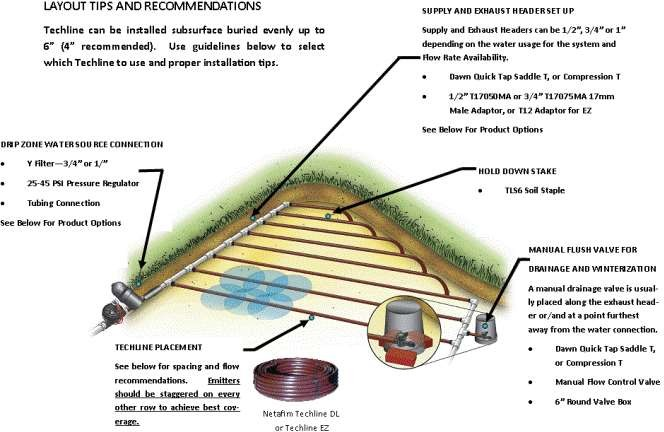 LAYOUT TIPS AND RECOMMENDATIONS
Techline can be installed subsurface buried evenly up to
6” (4” recommended). Use guidelines below to select
which Techline to use and proper installation tips.
SUPPLY AND EXHAUST HEADER SET UP
Supply and Exhaust Headers can be 1/2”, 3/4” or 1”
depending on the water usage for the system and
Flow Rate Availability.
• Dawn Quick Tap Saddle T, or Compression T
• 1/2” T17050MA or 3/4” T17075MA 17mm
Male Adaptor, or T12 Adaptor for EZ
See Below For Product Options
DRIP ZONE WATER SOURCE CONNECTION
• Y Filter—3/4” or 1/”
• 25-45 PSI Pressure Regulator
• Tubing Connection
See Below For Product Options
HOLD DOWN STAKE
• TLS6 Soil Staple
MANUAL FLUSH VALVE FOR
DRAINAGE AND WINTERIZATION
A manual drainage valve is usual-
ly placed along the exhaust head-
er or/and at a point furthest
away from the water connection.
• Dawn Quick Tap Saddle T,
or Compression T
• Manual Flow Control Valve
• 6” Round Valve Box
TECHLINE PLACEMENT
See below for spacing and flow
recommendations. Emitters
should be staggered on every
other row to achieve best cov-
erage.
Netafim Techline DL
or Techline EZ